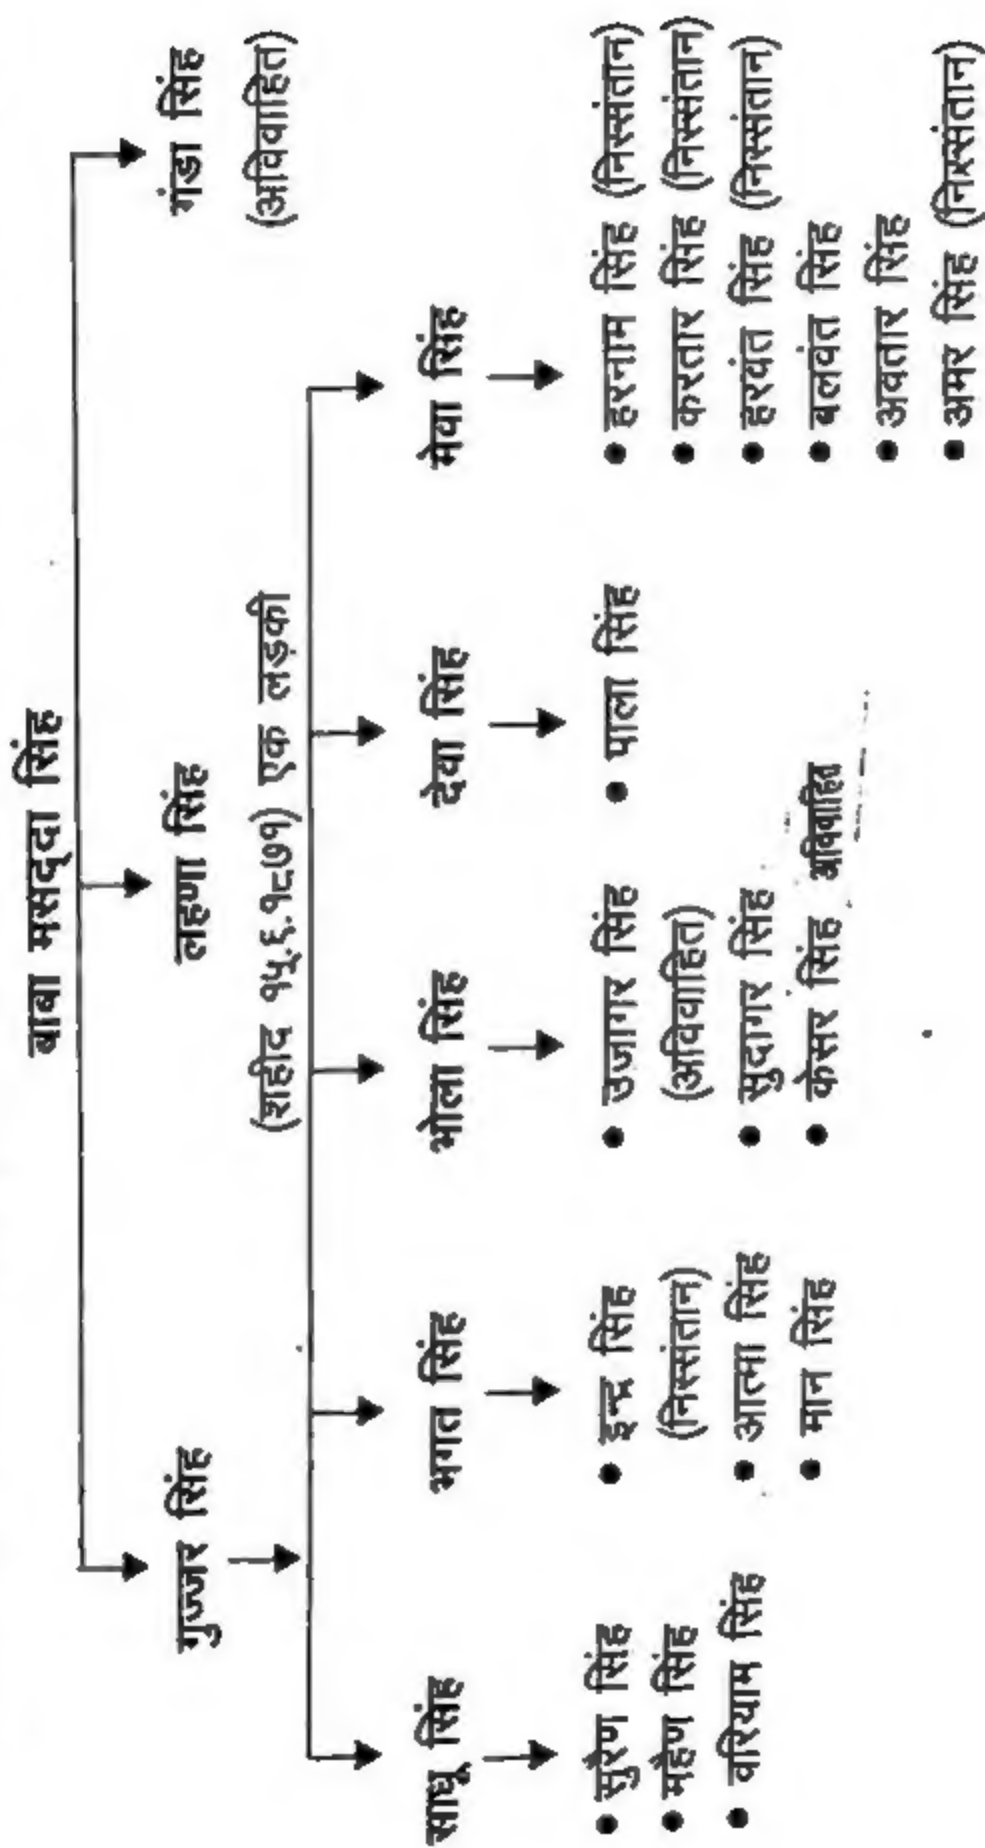 बाबा मसद्दा सिंह
गुज्जर सिंह
लहणा सिंह
गंडा सिंह
(शहीद १५.६.१८७१) एक लड़की
(अविवाहित)
साधू सिंह
भगत सिंह
भोला सिंह
देवा सिंह
मेवा सिंह
• सुरैण सिंह
• महैण सिंह
• वरियाम सिंह
• इन्द्र सिंह
(निस्संतान)
• आत्मा सिंह
• मान सिंह
• उजागर सिंह
(अविवाहित)
• सुदागर सिंह
• केसर सिंह अविवाहित
• पाला सिंह
• हरनाम सिंह (निस्संतान)
• करतार सिंह (निस्संतान)
• हरवंत सिंह (निस्संतान)
• बलवंत सिंह
• अवतार सिंह
• अमर सिंह (निस्संतान)